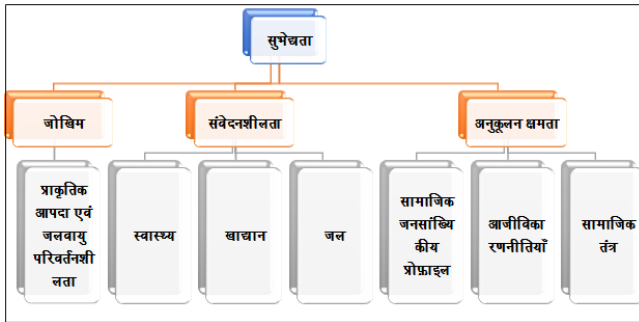 सुभेद्यता
जोखिम
संवेदनशीलता
अनुकूलन क्षमता
प्राकृतिक
आपदा एवं
जलवायु
परिवर्तनशी
लता
स्वास्थ्य
खाद्यान
जल
सामाजिक
जनसांख्यि
कीय
प्रोफ़ाइल
आजीविका
रणनीतियाँ
सामाजिक
तंत्र